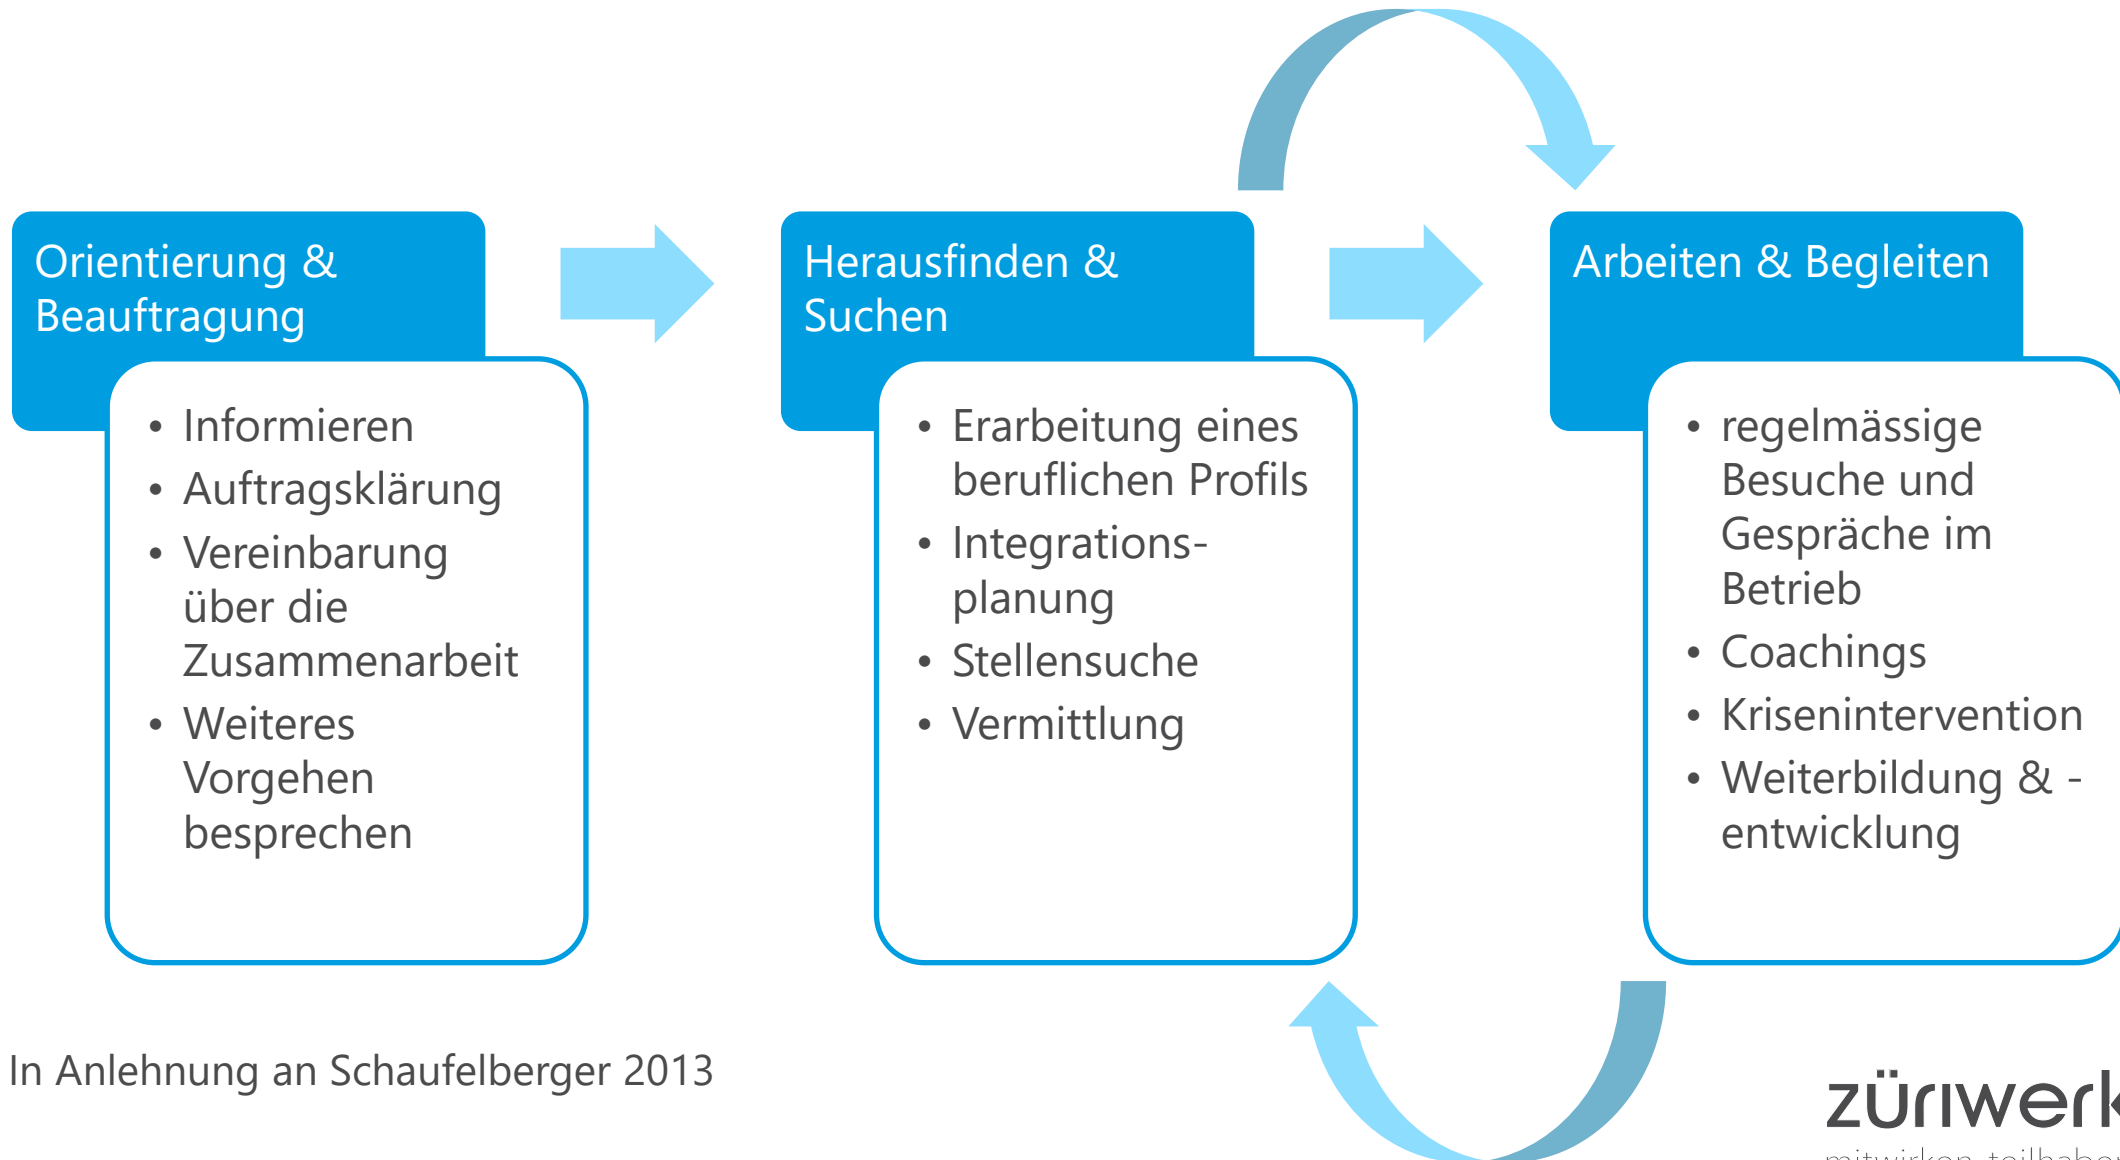 Orientierung &
Beauftragung
• Informieren
• Auftragsklärung
• Vereinbarung
über die
Zusammenarbeit
• Weiteres
Vorgehen
besprechen
Herausfinden &
Suchen
• Erarbeitung eines
beruflichen Profils
• Integrations-
planung
• Stellensuche
• Vermittlung
Arbeiten & Begleiten
• regelmässige
Besuche und
Gespräche im
Betrieb
• Coachings
• Krisenintervention
• Weiterbildung & -
entwicklung
In Anlehnung an Schaufelberger 2013
züriwerk